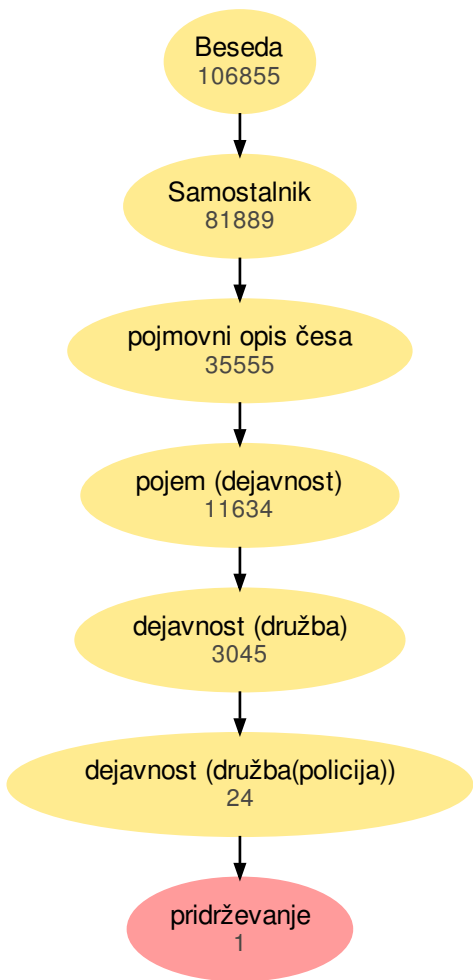 Beseda
106855
Samostalnik
81889
pojmovni opis česa
35555
pojem (dejavnost)
11634
dejavnost (družba)
3045
dejavnost (družba(policija))
24
pridrževanje
1